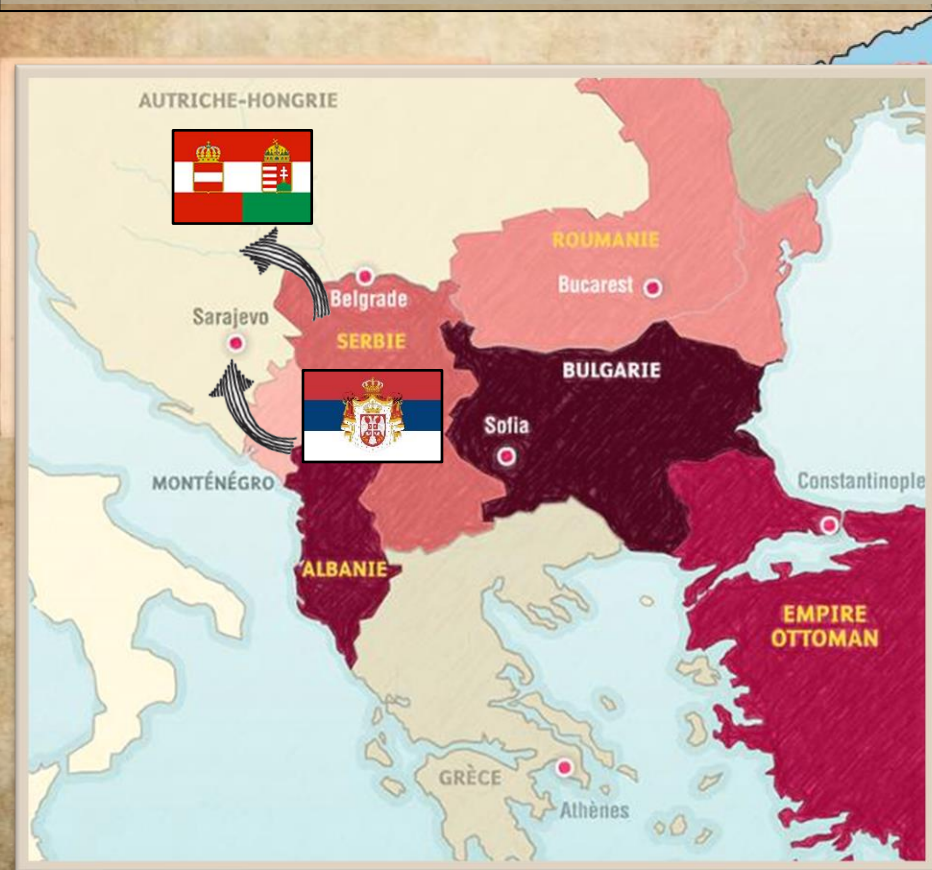 AUTRICHE-HONGRIE
ROUMANIE
Bucarest
Belgrade
Sarajevo
SERBIE
BULGARIE
Sofia
MONTÉNÉGRO
Constantinople
ALBANIE
EMPIRE
OTTOMAN
GRÈCE
Athènes